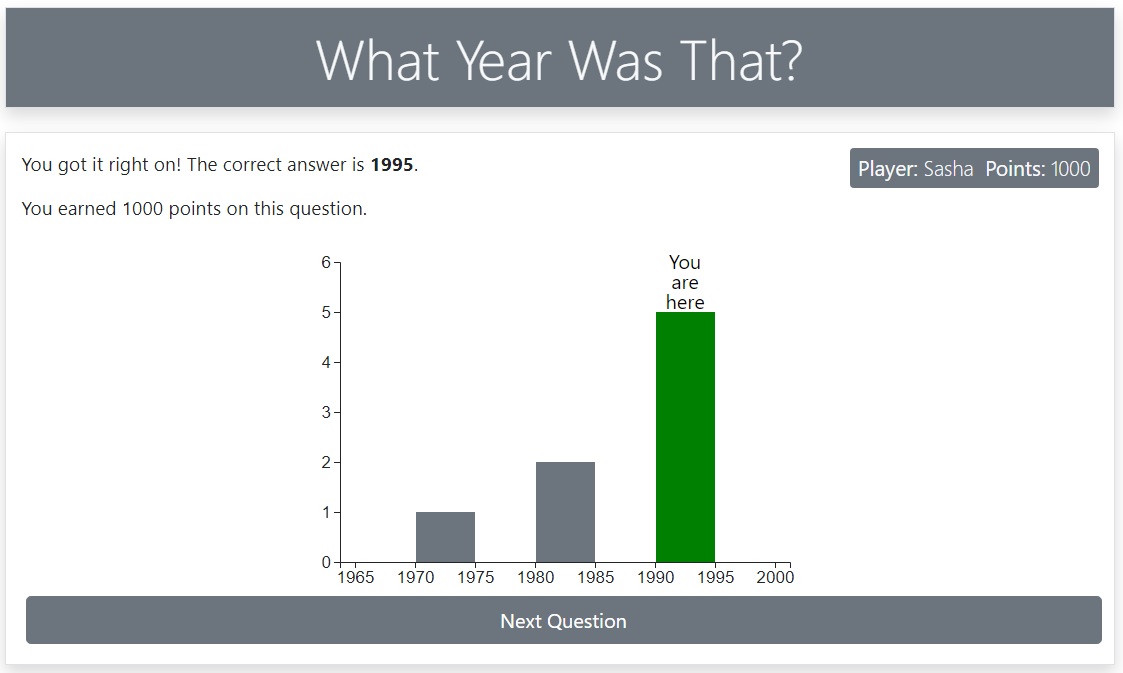 What Year Was That?
You got it right on! The correct answer is 1995.
Player: Sasha Points: 1000
You earned 1000 points on this question.
You
are
here
6
5
4
3
2
1
0
1965 1970 1975 1980 1985 1990 1995 2000
Next Question